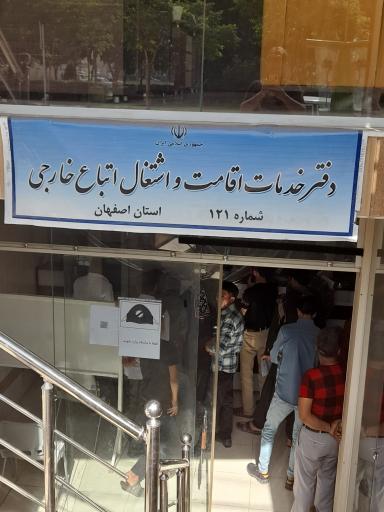 جمهوری اسلامی ایران
دفتر خدمات اقامت و اشتغال اتباع خارجی
شماره ۱۲۱ استان اصفهان